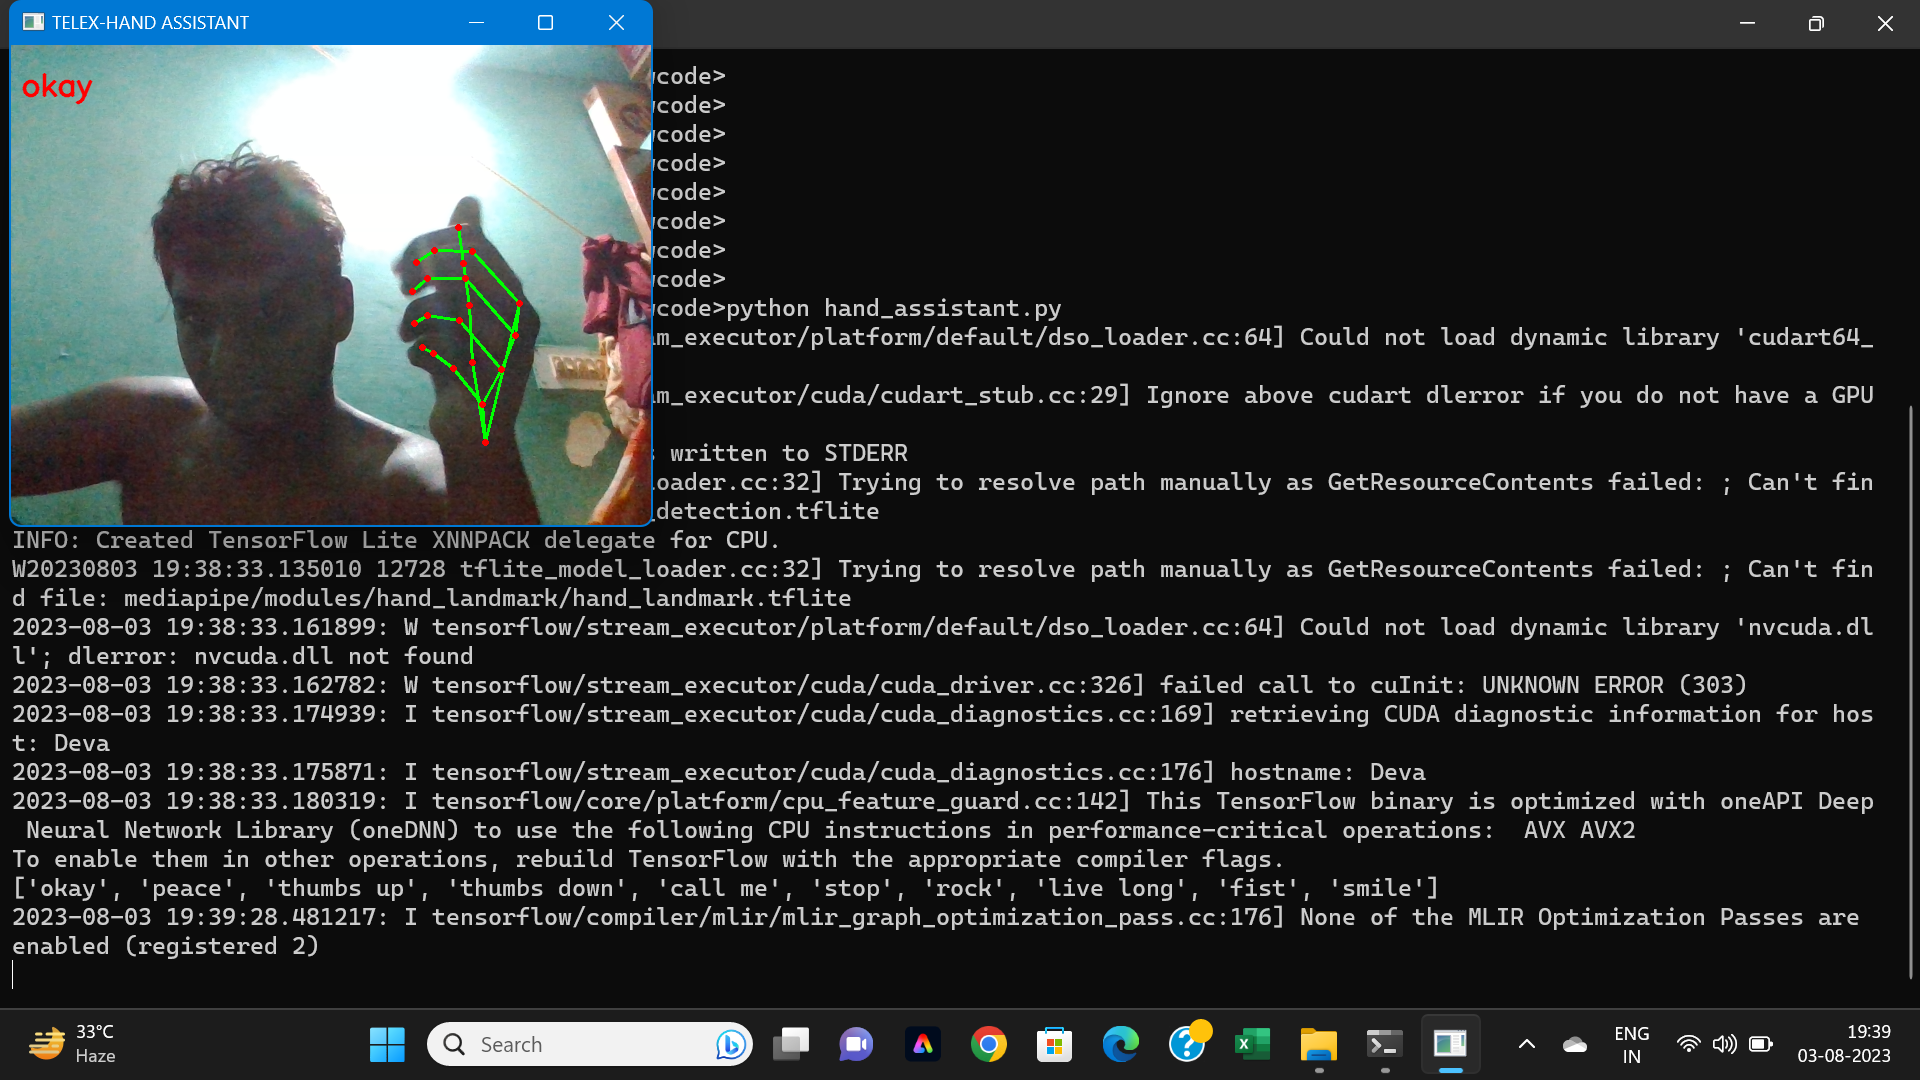 TELEX-HAND ASSISTANT
okay
code>
code>
code>
code>
code>
code>
code>
code>
code>python hand_assistant.py
m_executor/platform/default/dso_loader.cc:64] Could not load dynamic library 'cudart64_
m_executor/cuda/cudart_stub.cc:29] Ignore above cudart dlerror if you do not have a GPU
written to STDERR
oader.cc:32] Trying to resolve path manually as GetResourceContents failed: ; Can't fin
_detection.tflite
INFO: Created TensorFlow Lite XNNPACK delegate for CPU.
W20230803 19:38:33.135010 12728 tflite_model_loader.cc:32] Trying to resolve path manually as GetResourceContents failed: ; Can't fin
d file: mediapipe/modules/hand_landmark/hand_landmark.tflite
2023-08-03 19:38:33.161899: W tensorflow/stream_executor/platform/default/dso_loader.cc:64] Could not load dynamic library 'nvcuda.dl
l'; dlerror: nvcuda.dll not found
2023-08-03 19:38:33.162782: W tensorflow/stream_executor/cuda/cuda_driver.cc:326] failed call to cuInit: UNKNOWN ERROR (303)
2023-08-03 19:38:33.174939: I tensorflow/stream_executor/cuda/cuda_diagnostics.cc:169] retrieving CUDA diagnostic information for hos
t: Deva
2023-08-03 19:38:33.175871: I tensorflow/stream_executor/cuda/cuda_diagnostics.cc:176] hostname: Deva
2023-08-03 19:38:33.180319: I tensorflow/core/platform/cpu_feature_guard.cc:142] This TensorFlow binary is optimized with oneAPI Deep
 Neural Network Library (oneDNN) to use the following CPU instructions in performance-critical operations:  AVX AVX2
To enable them in other operations, rebuild TensorFlow with the appropriate compiler flags.
['okay', 'peace', 'thumbs up', 'thumbs down', 'call me', 'stop', 'rock', 'live long', 'fist', 'smile']
2023-08-03 19:39:28.481217: I tensorflow/compiler/mlir/mlir_graph_optimization_pass.cc:176] None of the MLIR Optimization Passes are
enabled (registered 2)
33°C
Haze
Search
ENG
IN
19:39
03-08-2023